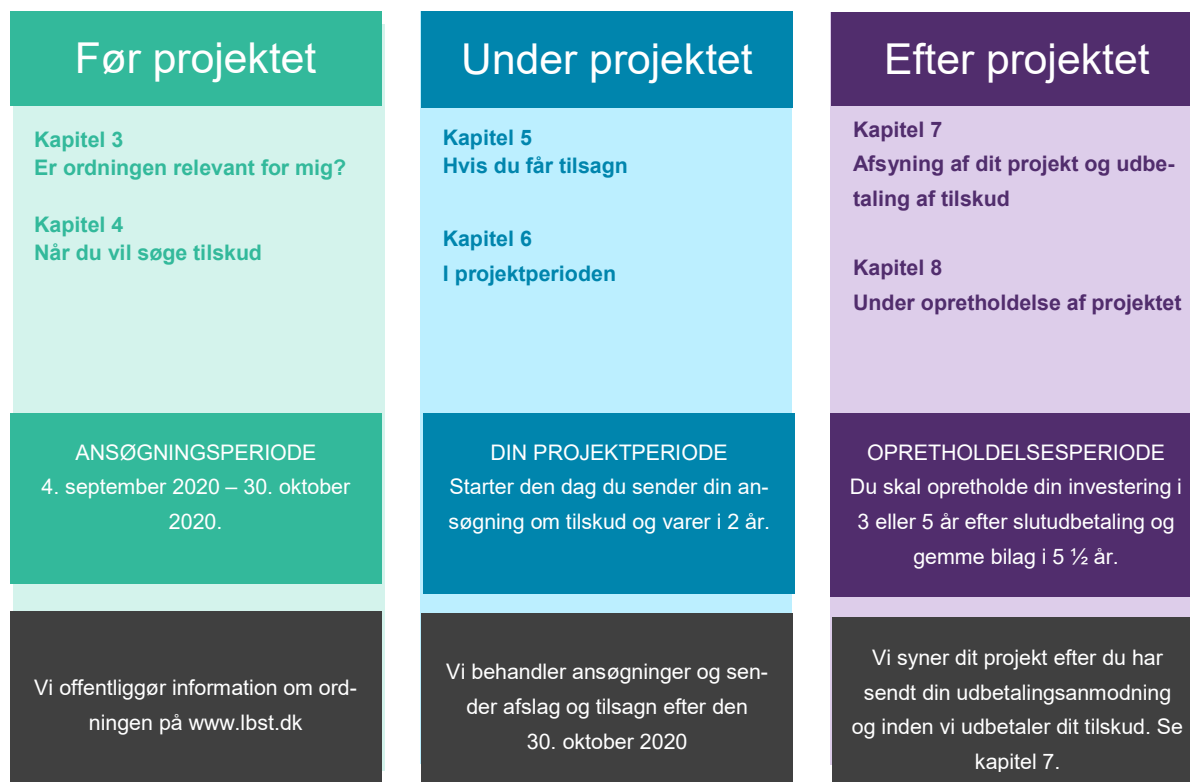 Før projektet
Kapitel 3
Er ordningen relevant for mig?
Kapitel 4
Når du vil søge tilskud
ANSØGNINGSPERIODE
4. september 2020 – 30. oktober
2020.
Vi offentliggør information om ord-
ningen på www.lbst.dk
Under projektet
Kapitel 5
Hvis du får tilsagn
Kapitel 6
I projektperioden
DIN PROJEKTPERIODE
Starter den dag du sender din an-
søgning om tilskud og varer i 2 år.
Vi behandler ansøgninger og sen-
der afslag og tilsagn efter den
30. oktober 2020
Efter projektet
Kapitel 7
Afsyning af dit projekt og udbe-
taling af tilskud
Kapitel 8
Under opretholdelse af projektet
OPRETHOLDELSESPERIODE
Du skal opretholde din investering i
3 eller 5 år efter slutudbetaling og
gemme bilag i 5 ½ år.
Vi syner dit projekt efter du har
sendt din udbetalingsanmodning
og inden vi udbetaler dit tilskud. Se
kapitel 7.